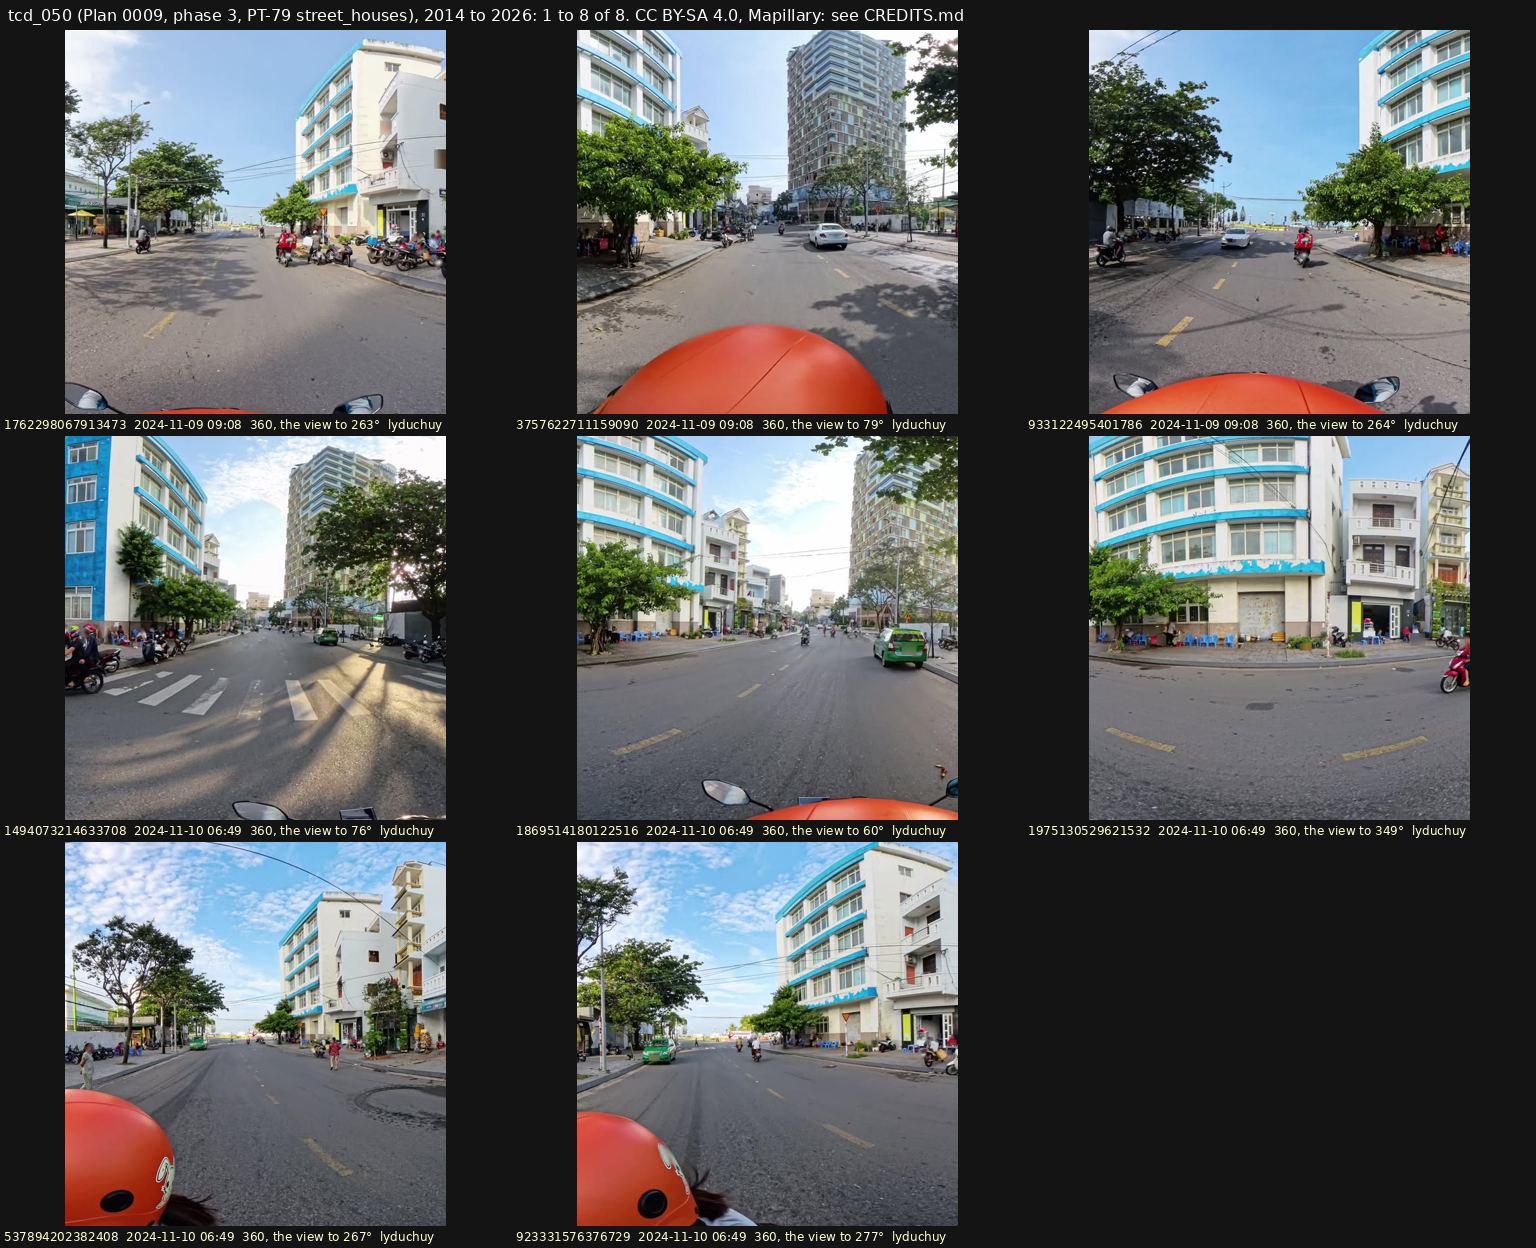 tcd_050 (Plan 0009, phase 3, PT-79 street_houses), 2014 to 2026: 1 to 8 of 8. CC BY-SA 4.0, Mapillary: see CREDITS.md
1762298067913473  2024-11-09 09:08  360, the view to 263°  lyduchuy
3757622711159090  2024-11-09 09:08  360, the view to 79°  lyduchuy
933122495401786  2024-11-09 09:08  360, the view to 264°  lyduchuy
1494073214633708  2024-11-10 06:49  360, the view to 76°  lyduchuy
1869514180122516  2024-11-10 06:49  360, the view to 60°  lyduchuy
1975130529621532  2024-11-10 06:49  360, the view to 349°  lyduchuy
537894202382408  2024-11-10 06:49  360, the view to 267°  lyduchuy
923331576376729  2024-11-10 06:49  360, the view to 277°  lyduchuy